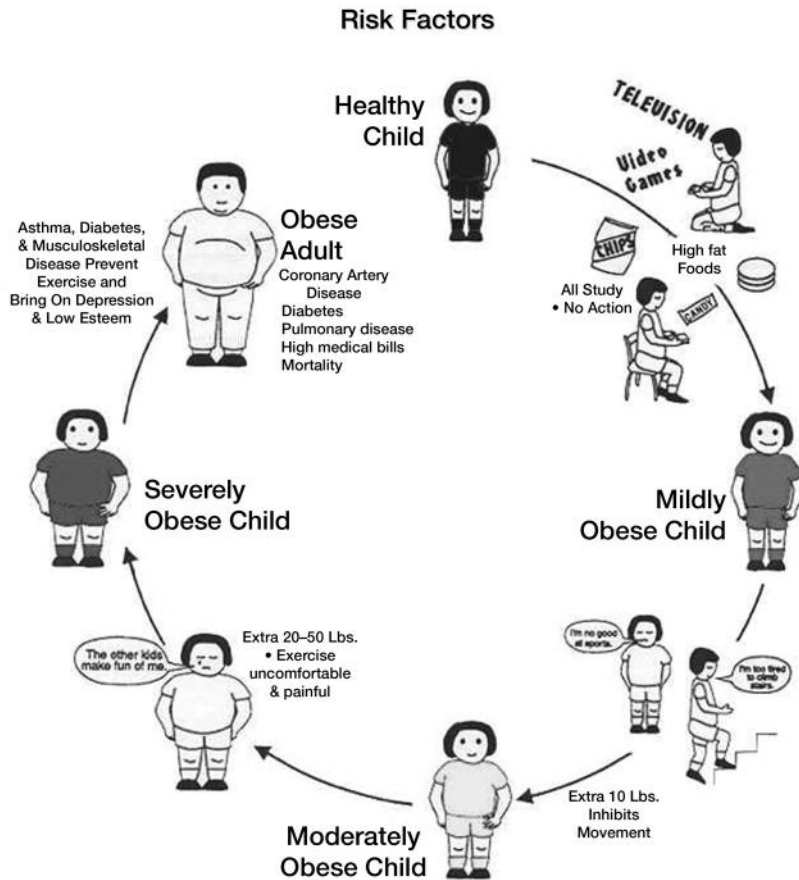 Risk Factors
Healthy
Child
TELEVISION
Video
Games
CHIPS
High fat
Foods
All Study
• No Action
CANDY
Mildly
Obese Child
I'm no good
at sports.
I'm too tired
to climb
stairs.
Extra 10 Lbs.
Inhibits
Movement
Moderately
Obese Child
Extra 20–50 Lbs.
• Exercise
uncomfortable
& painful
The other kids
make fun of me.
Severely
Obese Child
Asthma, Diabetes,
& Musculoskeletal
Disease Prevent
Exercise and
Bring On Depression
& Low Esteem
Obese
Adult
Coronary Artery
Disease
Diabetes
Pulmonary disease
High medical bills
Mortality